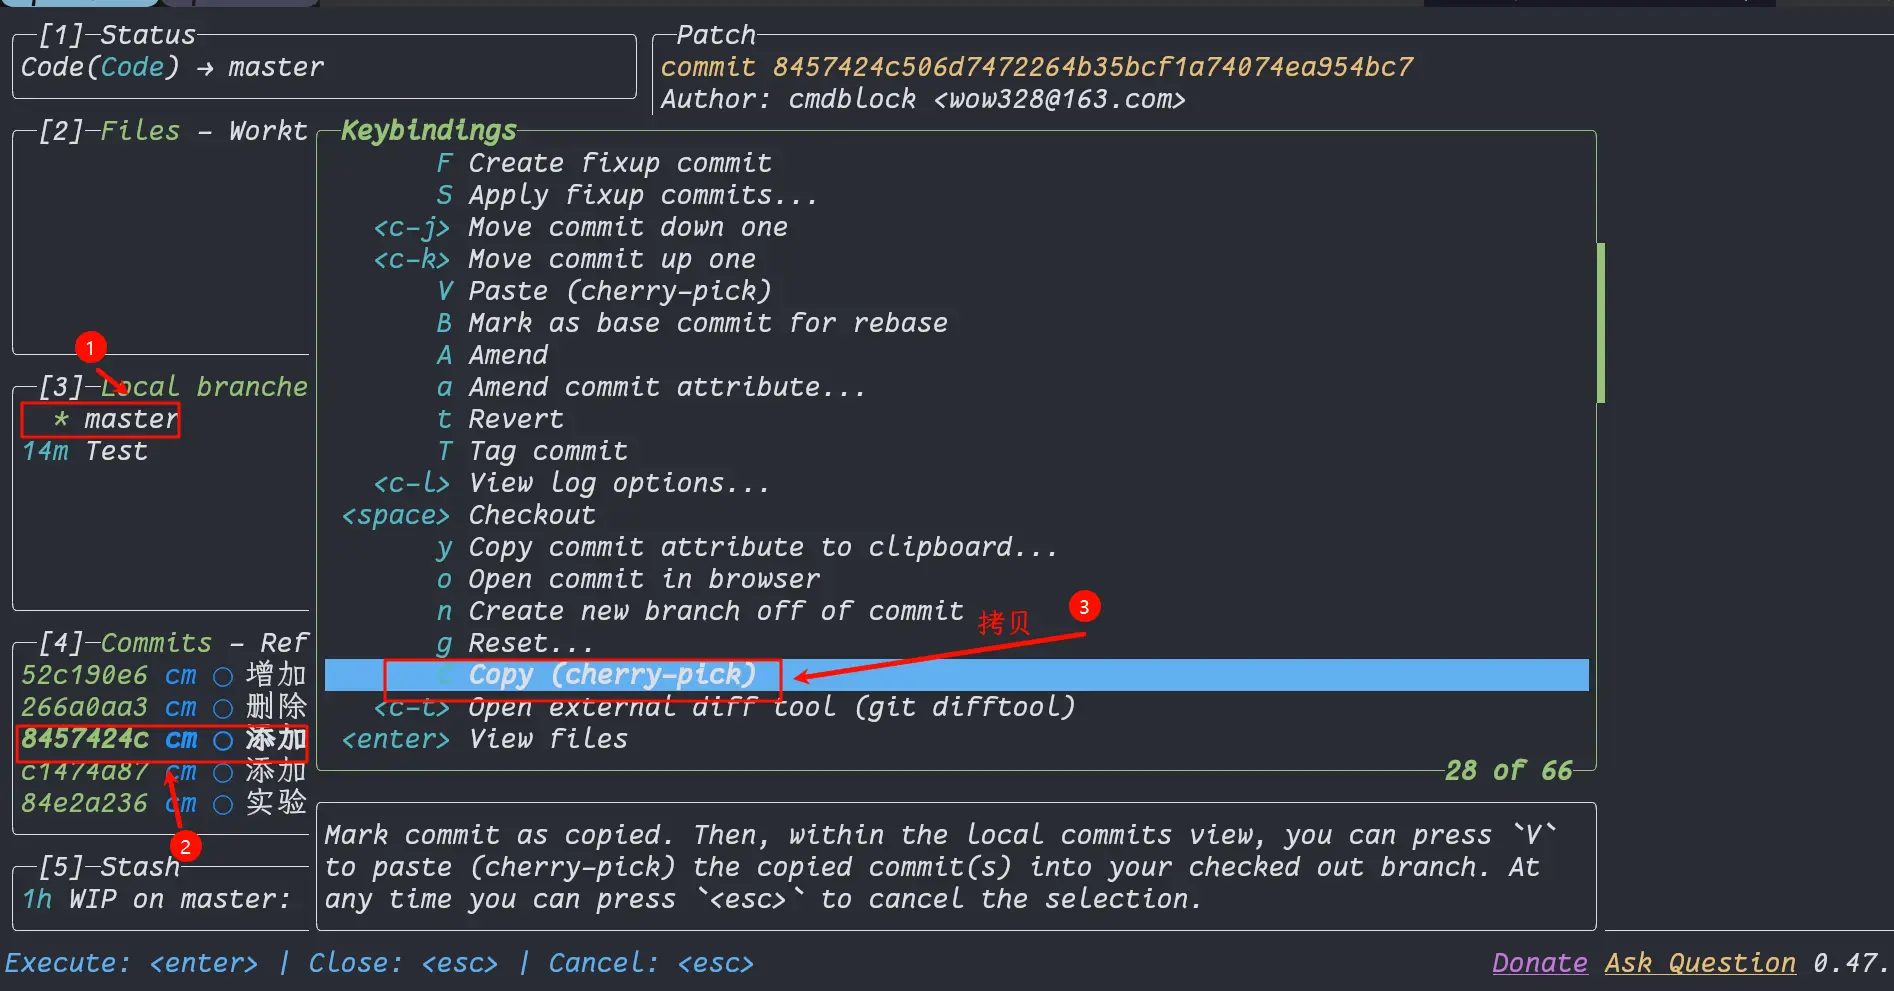 [1]-Status
Code(Code) → master
Patch
commit 8457424c506d7472264b35bcf1a74074ea954bc7
Author: cmdblock <wow328@163.com>
[2]-Files - Workt
Keybindings
F Create fixup commit
S Apply fixup commits...
<c-j> Move commit down one
<c-k> Move commit up one
V Paste (cherry-pick)
B Mark as base commit for rebase
A Amend
a Amend commit attribute...
t Revert
T Tag commit
<c-l> View log options...
<space> Checkout
y Copy commit attribute to clipboard...
o Open commit in browser
n Create new branch off of commit
g Reset...
C Copy (cherry-pick)
<c-t> Open external diff tool (git difftool)
<enter> View files
28 of 66
拷贝
3
1
[3]-Local branche
* master
14m Test
[4]-Commits - Ref
52c190e6 cm ○ 增加
266a0aa3 cm ○ 删除
8457424c cm ○ 添加
c1474a87 cm ○ 添加
84e2a236 cm ○ 实验
2
[5]-Stash
1h WIP on master:
Mark commit as copied. Then, within the local commits view, you can press `V`
to paste (cherry-pick) the copied commit(s) into your checked out branch. At
any time you can press `<esc>` to cancel the selection.
Execute: <enter> | Close: <esc> | Cancel: <esc>
Donate Ask Question 0.47.